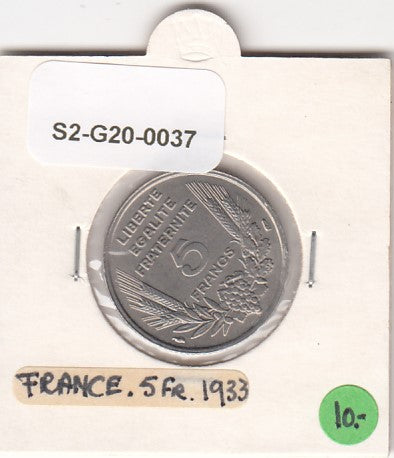 S2-G20-0037
LIBERTE
EGALITE
FRATERNITE
5
FRANCS
FRANCE. 5 FR. 1933
10.-